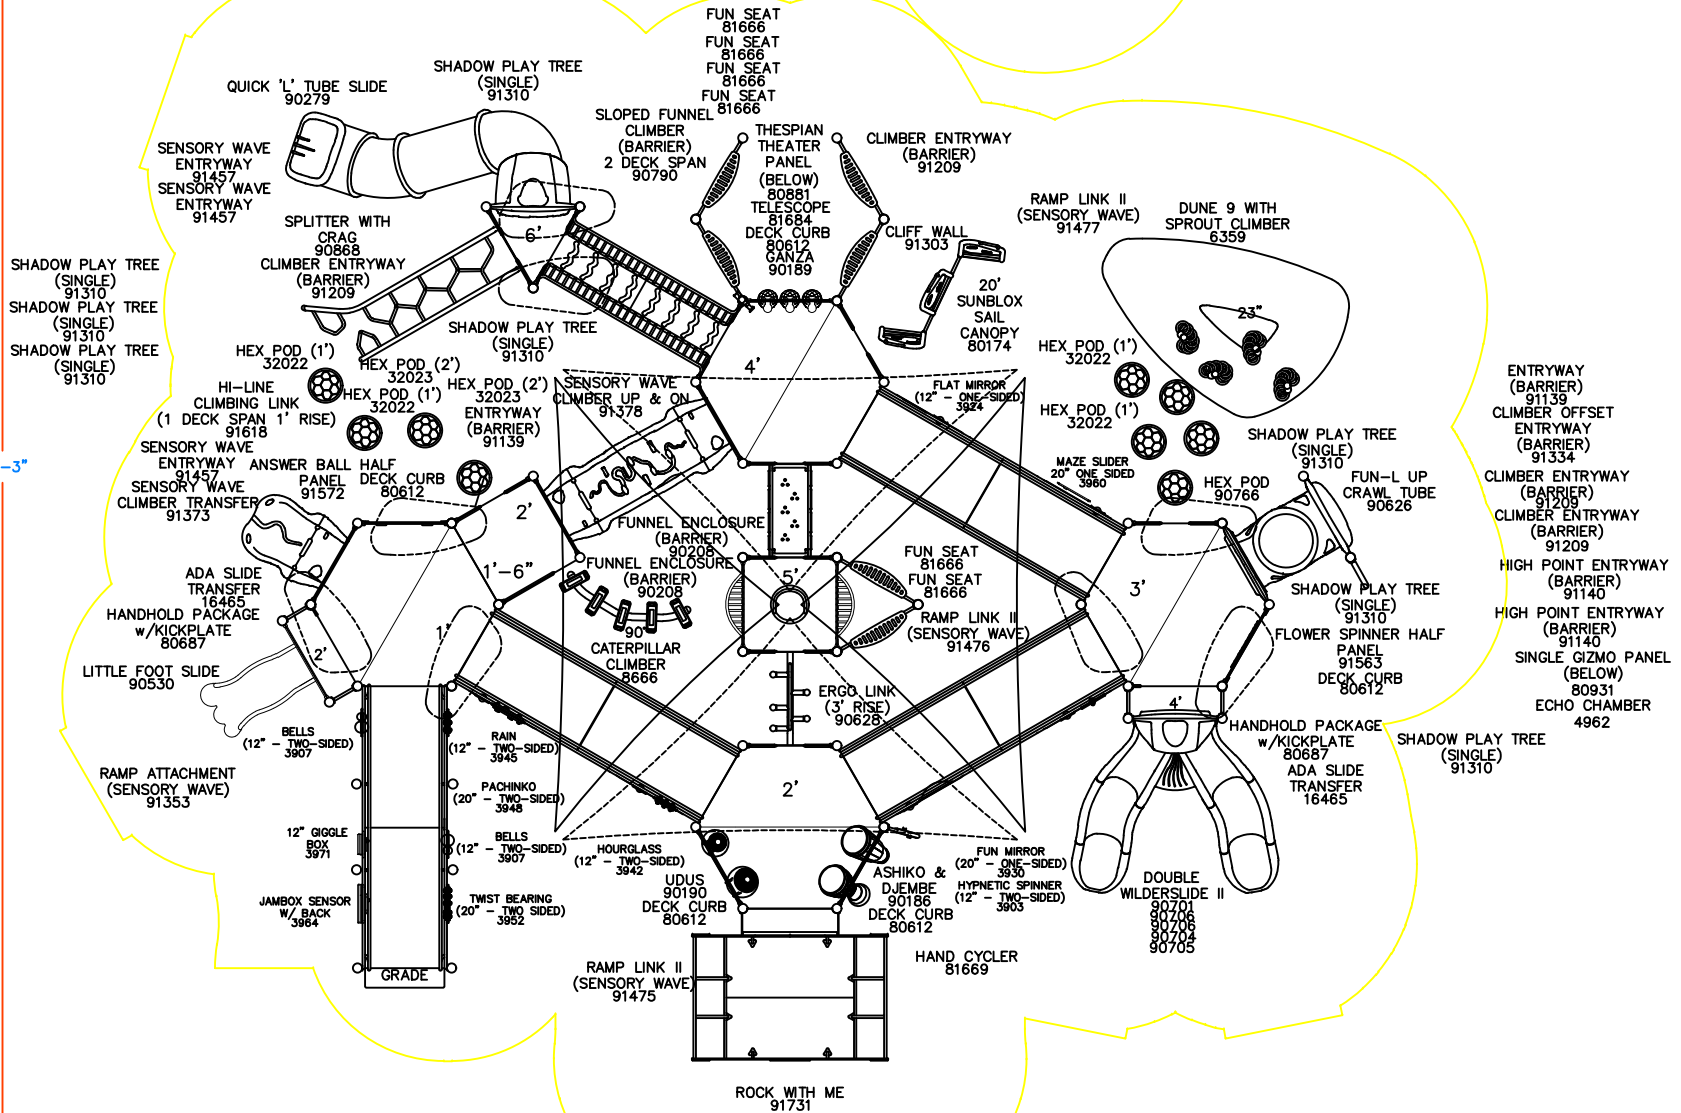 FUN SEAT
81666
FUN SEAT
81666
FUN SEAT
81666
FUN SEAT
81666
SHADOW PLAY TREE
(SINGLE)
91310
QUICK 'L' TUBE SLIDE
90279
SENSORY WAVE
ENTRYWAY
91457
SENSORY WAVE
ENTRYWAY
91457
SLOPED FUNNEL
CLIMBER
(BARRIER)
2 DECK SPAN
90790
THESPIAN
THEATER
PANEL
(BELOW)
80881
TELESCOPE
81684
DECK CURB
80612
GANZA
90189
CLIMBER ENTRYWAY
(BARRIER)
91209
RAMP LINK II
(SENSORY WAVE)
91477
DUNE 9 WITH
SPROUT CLIMBER
6359
23"
CLIFF WALL
91303
20'
SUNBLOX
SAIL
CANOPY
80174
SPLITTER WITH
CRAG
90868
CLIMBER ENTRYWAY
(BARRIER)
91209
6'
SHADOW PLAY TREE
(SINGLE)
91310
SHADOW PLAY TREE
(SINGLE)
91310
SHADOW PLAY TREE
(SINGLE)
91310
SHADOW PLAY TREE
(SINGLE)
91310
HEX POD (1')
32022
HEX POD (2')
32023
HEX POD (1')
32022
HEX POD (2')
32023
HI-LINE
CLIMBING LINK
(1 DECK SPAN 1' RISE)
91618
ENTRYWAY
(BARRIER)
91139
SENSORY WAVE
CLIMBER UP & ON
91378
4'
FLAT MIRROR
(12" - ONE-SIDED)
3924
HEX POD (1')
32022
HEX POD (1')
32022
ENTRYWAY
(BARRIER)
91139
CLIMBER OFFSET
ENTRYWAY
(BARRIER)
91334
CLIMBER ENTRYWAY
(BARRIER)
91209
CLIMBER ENTRYWAY
(BARRIER)
91209
HIGH POINT ENTRYWAY
(BARRIER)
91140
HIGH POINT ENTRYWAY
(BARRIER)
91140
SINGLE GIZMO PANEL
(BELOW)
80931
ECHO CHAMBER
4962
-3"
SENSORY WAVE
ENTRYWAY
91457
SENSORY WAVE
CLIMBER TRANSFER
91373
ANSWER BALL HALF
PANEL
91572
DECK CURB
80612
MAZE SLIDER
20" ONE SIDED
3960
HEX POD
90766
SHADOW PLAY TREE
(SINGLE)
91310
FUN-L UP
CRAWL TUBE
90626
2'
1'-6"
FUNNEL ENCLOSURE
(BARRIER)
90208
FUNNEL ENCLOSURE
(BARRIER)
90208
5'
FUN SEAT
81666
FUN SEAT
81666
RAMP LINK II
(SENSORY WAVE)
91476
3'
SHADOW PLAY TREE
(SINGLE)
91310
FLOWER SPINNER HALF
PANEL
91563
DECK CURB
80612
ADA SLIDE
TRANSFER
16465
HANDHOLD PACKAGE
w/KICKPLATE
80687
LITTLE FOOT SLIDE
90530
2'
1'
90°
CATERPILLAR
CLIMBER
8666
ERGO LINK
(3' RISE)
90628
4'
HANDHOLD PACKAGE
w/KICKPLATE
80687
ADA SLIDE
TRANSFER
16465
SHADOW PLAY TREE
(SINGLE)
91310
BELLS
(12" - TWO-SIDED)
3907
RAIN
(12" - TWO-SIDED)
3945
PACHINKO
(20" - TWO-SIDED)
3948
RAMP ATTACHMENT
(SENSORY WAVE)
91353
2'
12" GIGGLE
BOX
3971
BELLS
(12" - TWO-SIDED)
3907
HOURGLASS
(12" - TWO-SIDED)
3942
JAMBOX SENSOR
W/ BACK
3964
TWIST BEARING
(20" - TWO SIDED)
3952
UDUS
90190
DECK CURB
80612
ASHIKO &
DJEMBE
90186
DECK CURB
80612
FUN MIRROR
(20" - ONE-SIDED)
3930
HYPNETIC SPINNER
(12" - TWO-SIDED)
3903
DOUBLE
WILDERSLIDE II
90701
90706
90706
90704
90705
GRADE
RAMP LINK II
(SENSORY WAVE)
91475
HAND CYCLER
81669
ROCK WITH ME
91731